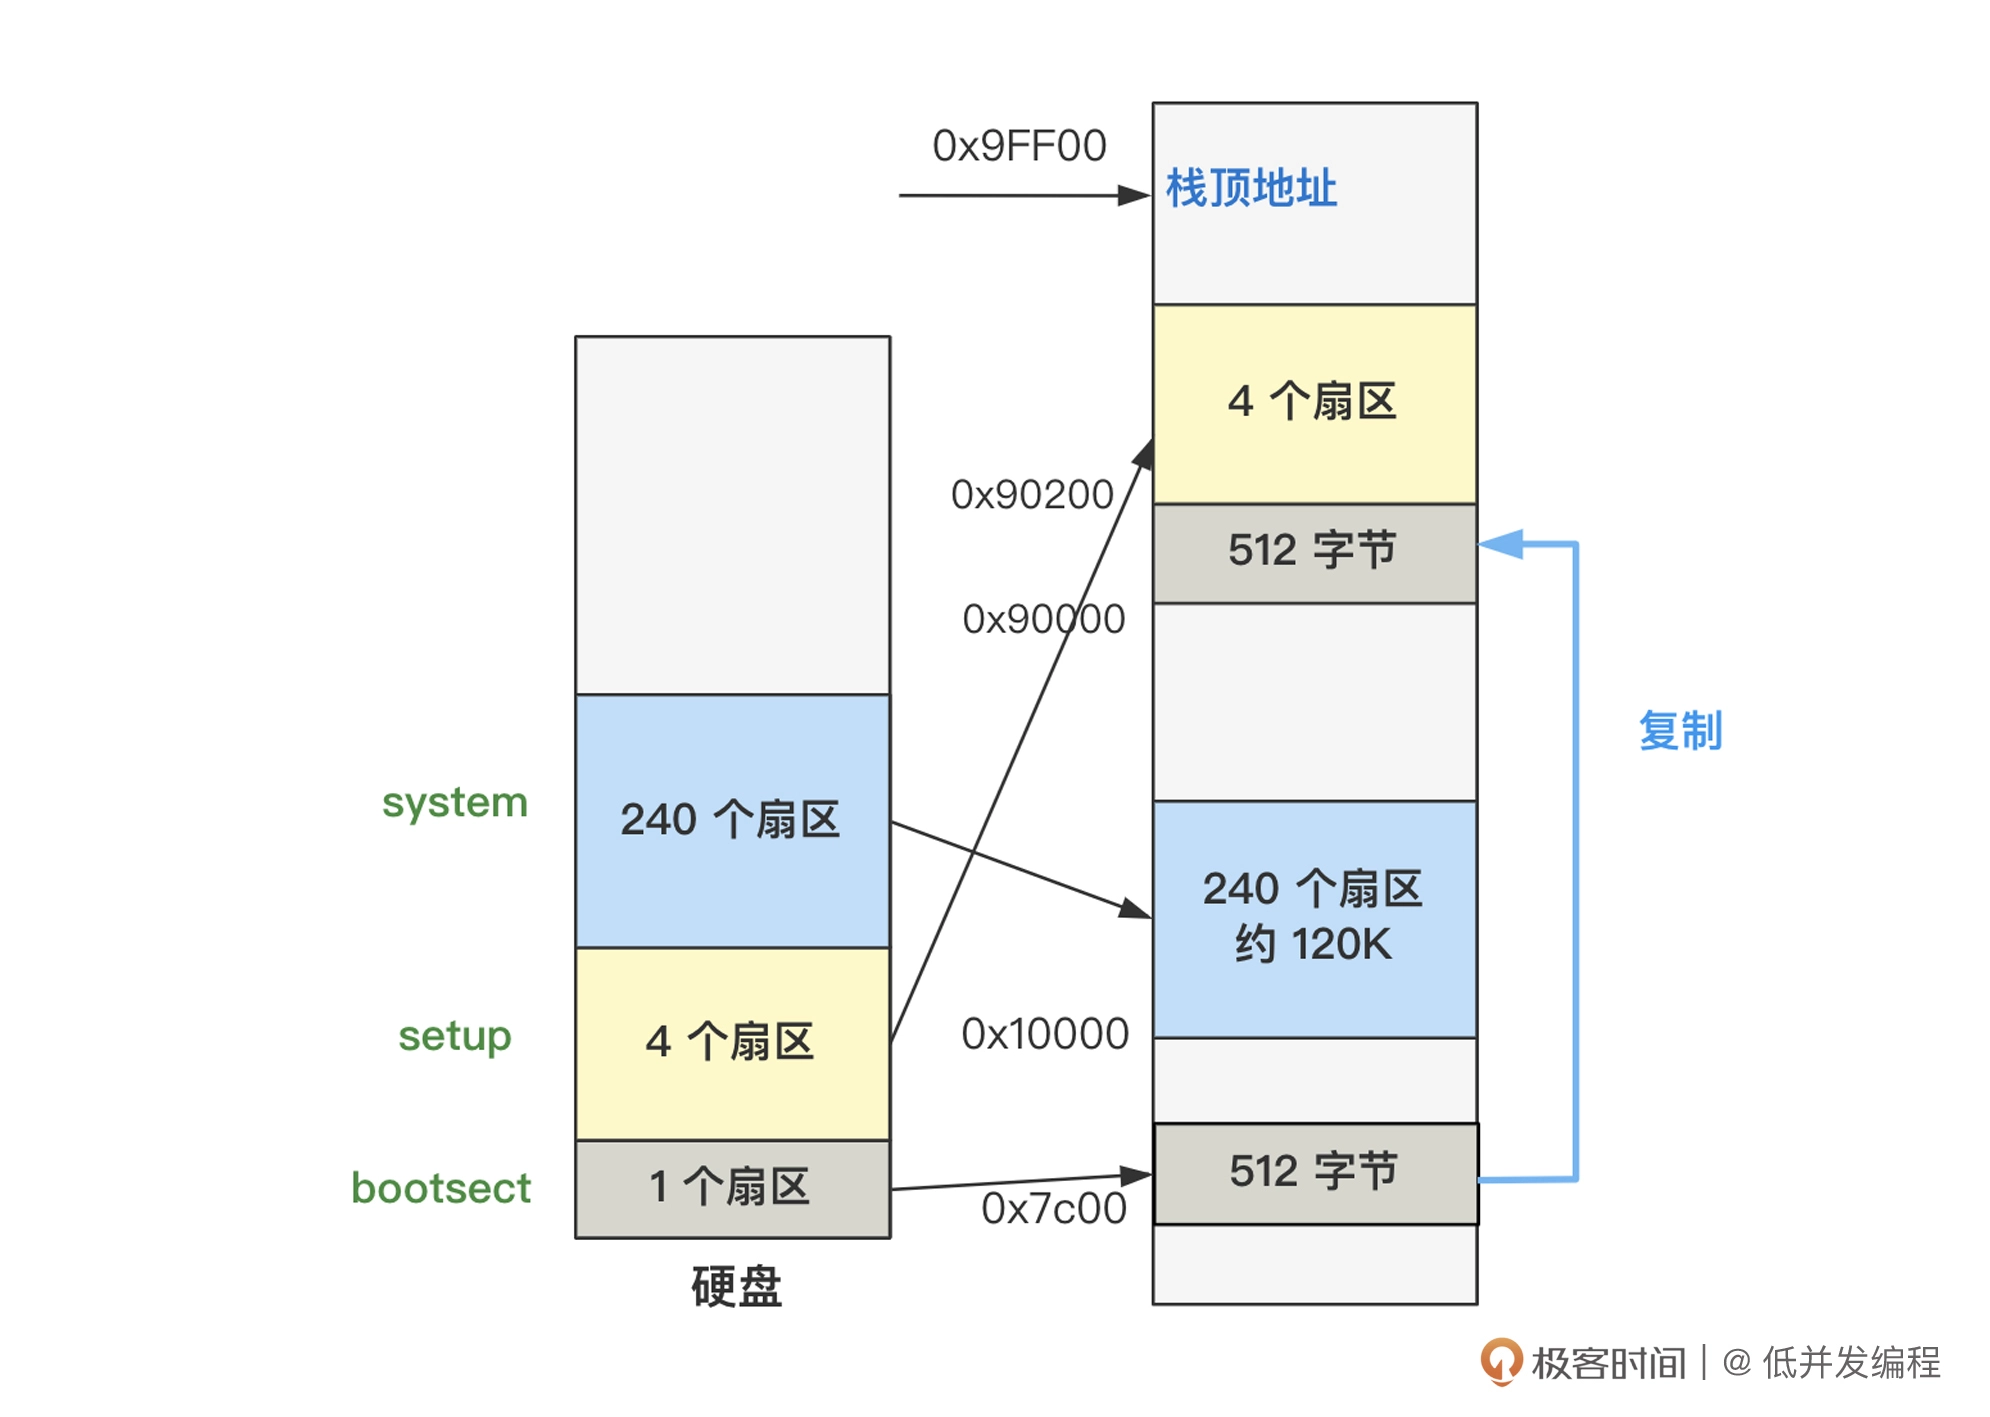 0x9FF00
栈顶地址
4 个扇区
0x90200
512 字节
0x90000
复制
system
240 个扇区
240 个扇区
约 120K
setup
4 个扇区
0x10000
bootsect
1 个扇区
0x7c00
512 字节
硬盘
极客时间 | @ 低并发编程